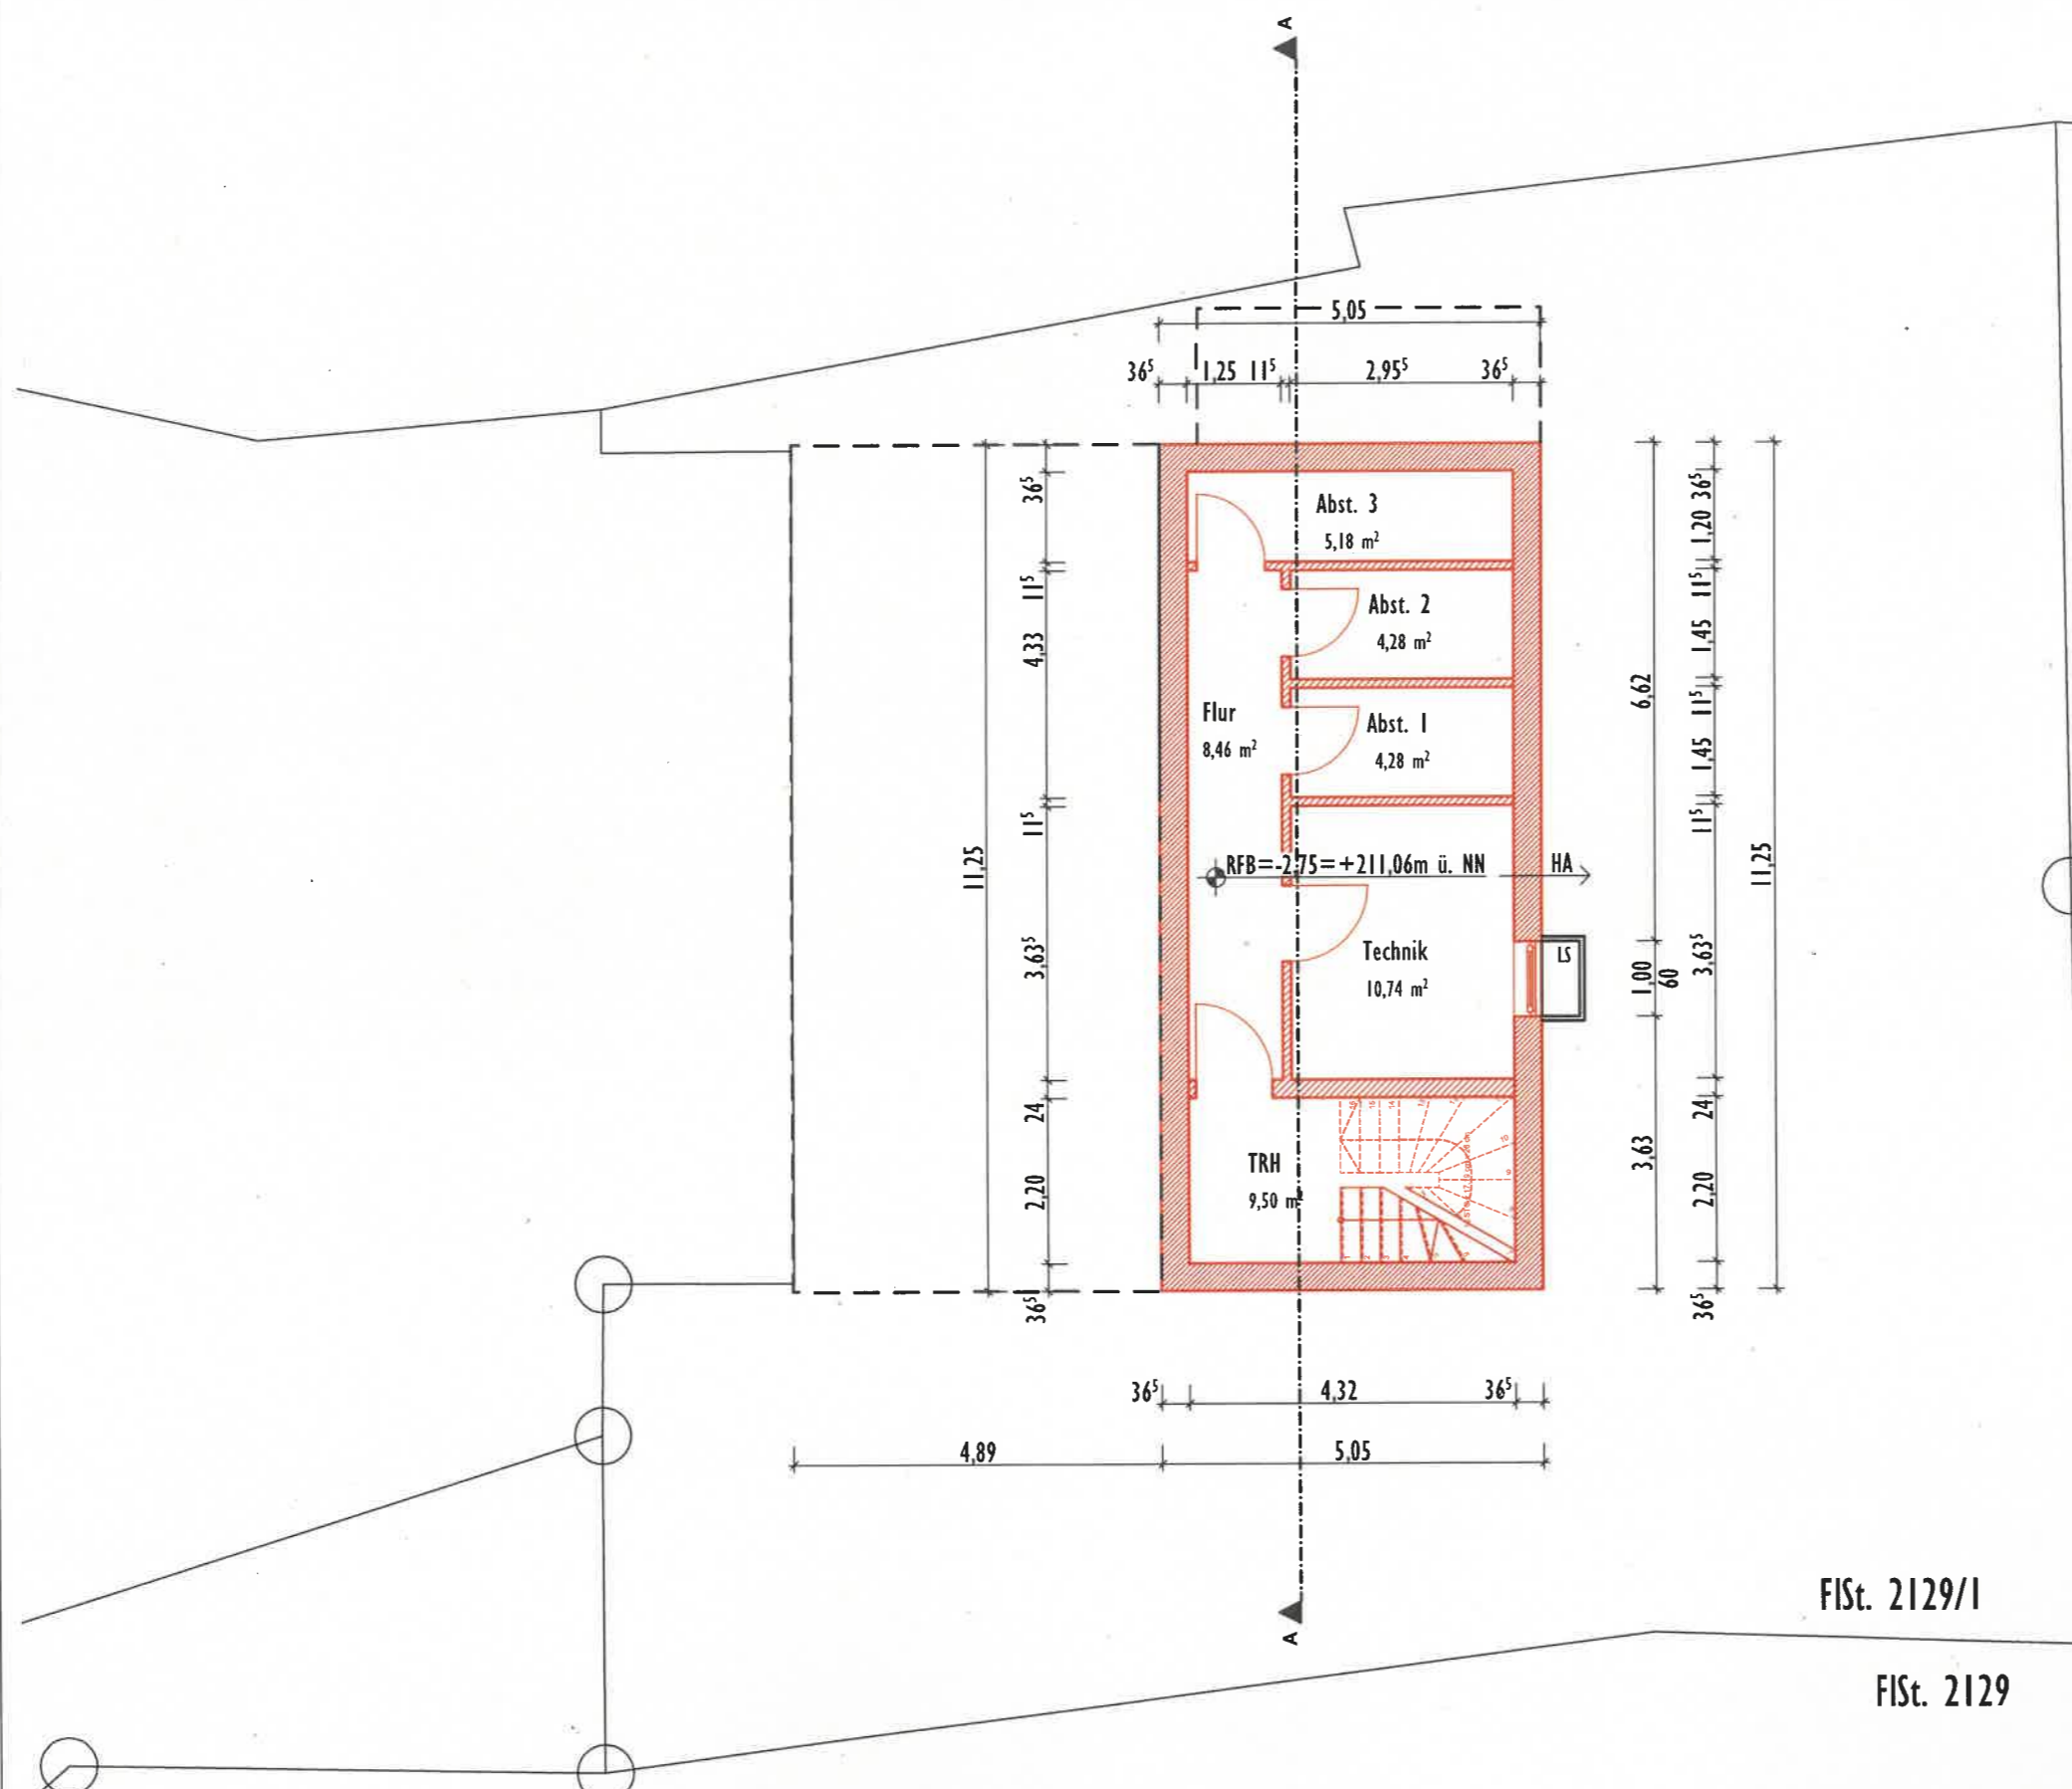 A
5,05
36⁵ 1,25 11⁵ 2,95⁵ 36⁵
36⁵
11⁵
4,33
11⁵
3,63⁵
24
2,20
36⁵
11,25
Abst. 3
5,18 m²
Abst. 2
4,28 m²
Flur
8,46 m²
Abst. 1
4,28 m²
RFB=-2,75=+211,06m ü. NN
HA
Technik
10,74 m²
LS
TRH
9,50 m²
6,62
1,00
60
3,63
36⁵
1,20
11⁵
1,45
11⁵
1,45
11⁵
3,63⁵
24
2,20
36⁵
11,25
36⁵ 4,32 36⁵
4,89 5,05
A
FlSt. 2129/1
FlSt. 2129